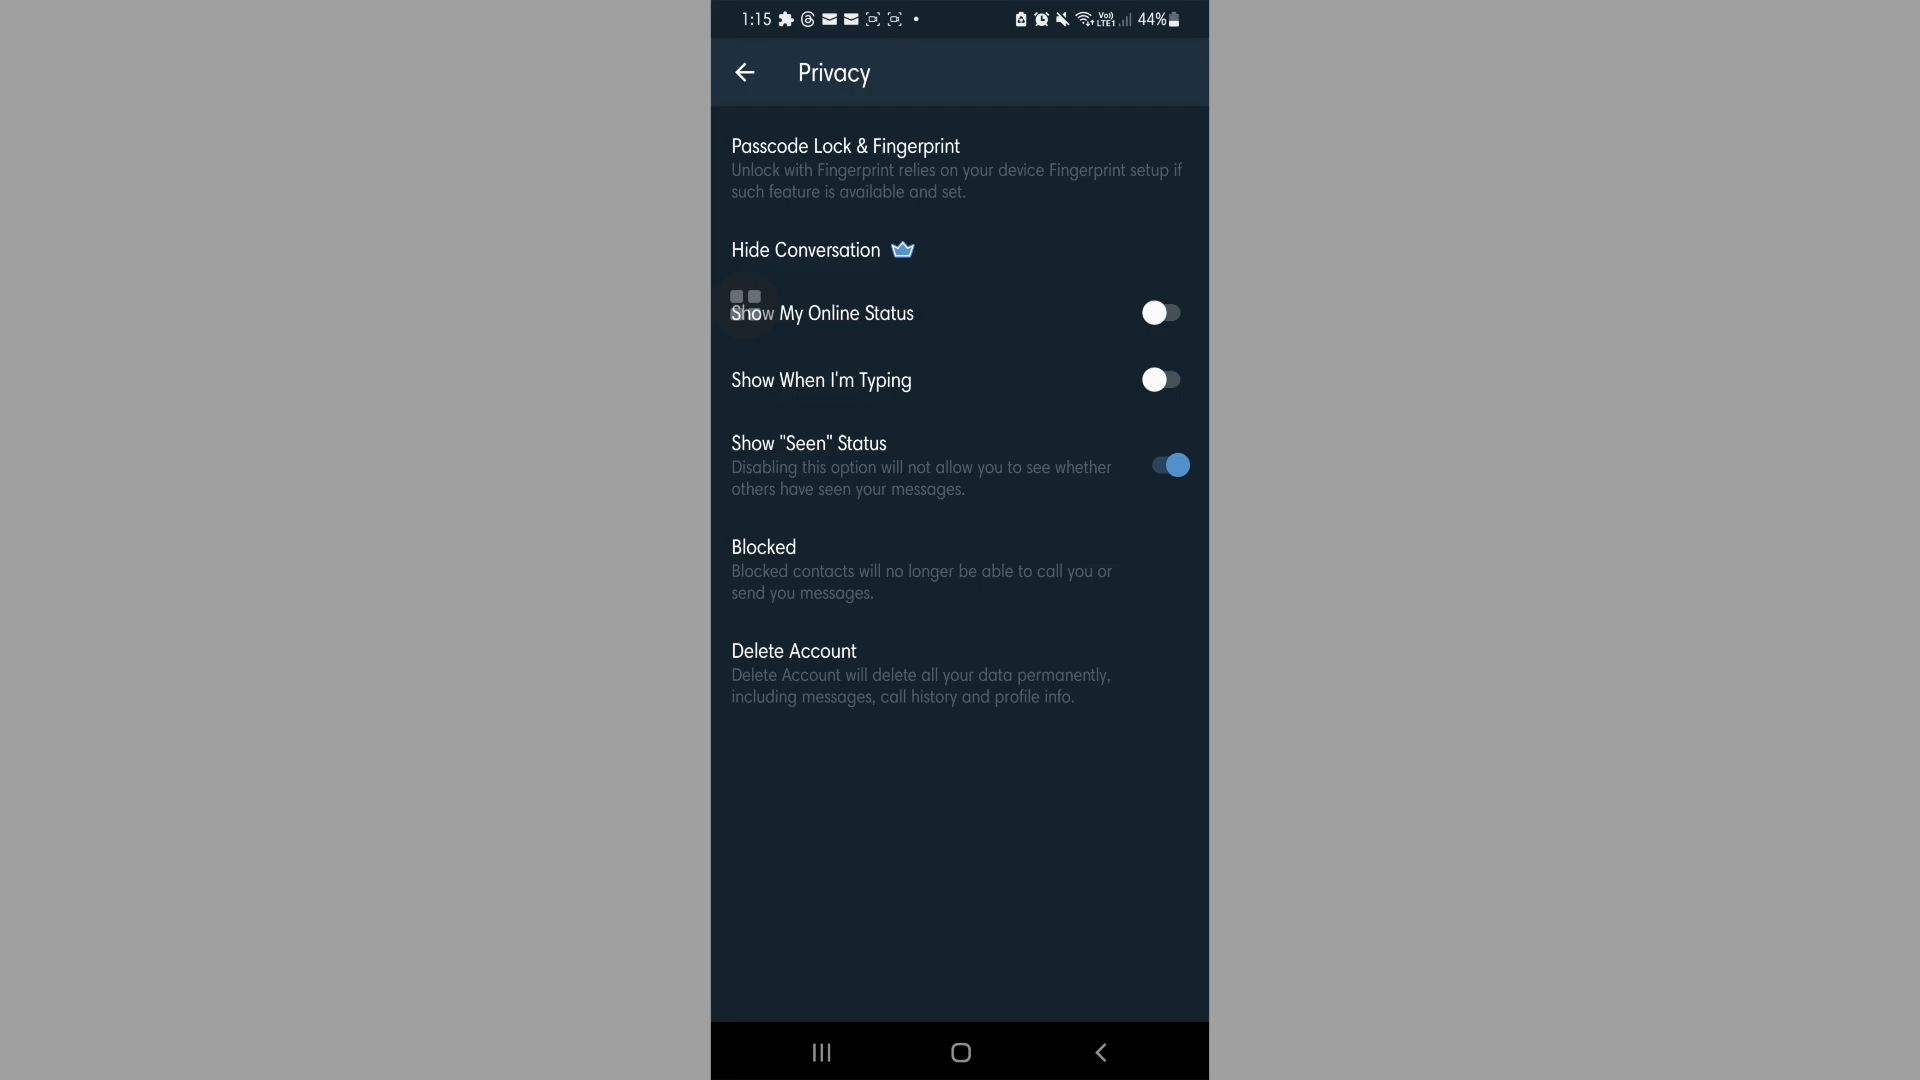 1:15 44%
Privacy
Passcode Lock & Fingerprint
Unlock with Fingerprint relies on your device Fingerprint setup if
such feature is available and set.
Hide Conversation
Show My Online Status
Show When I'm Typing
Show "Seen" Status
Disabling this option will not allow you to see whether
others have seen your messages.
Blocked
Blocked contacts will no longer be able to call you or
send you messages.
Delete Account
Delete Account will delete all your data permanently,
including messages, call history and profile info.